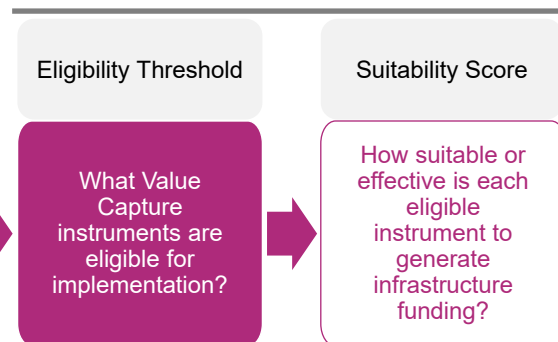 Eligibility Threshold
What Value
Capture
instruments are
eligible for
implementation?
Suitability Score
How suitable or
effective is each
eligible
instrument to
generate
infrastructure
funding?